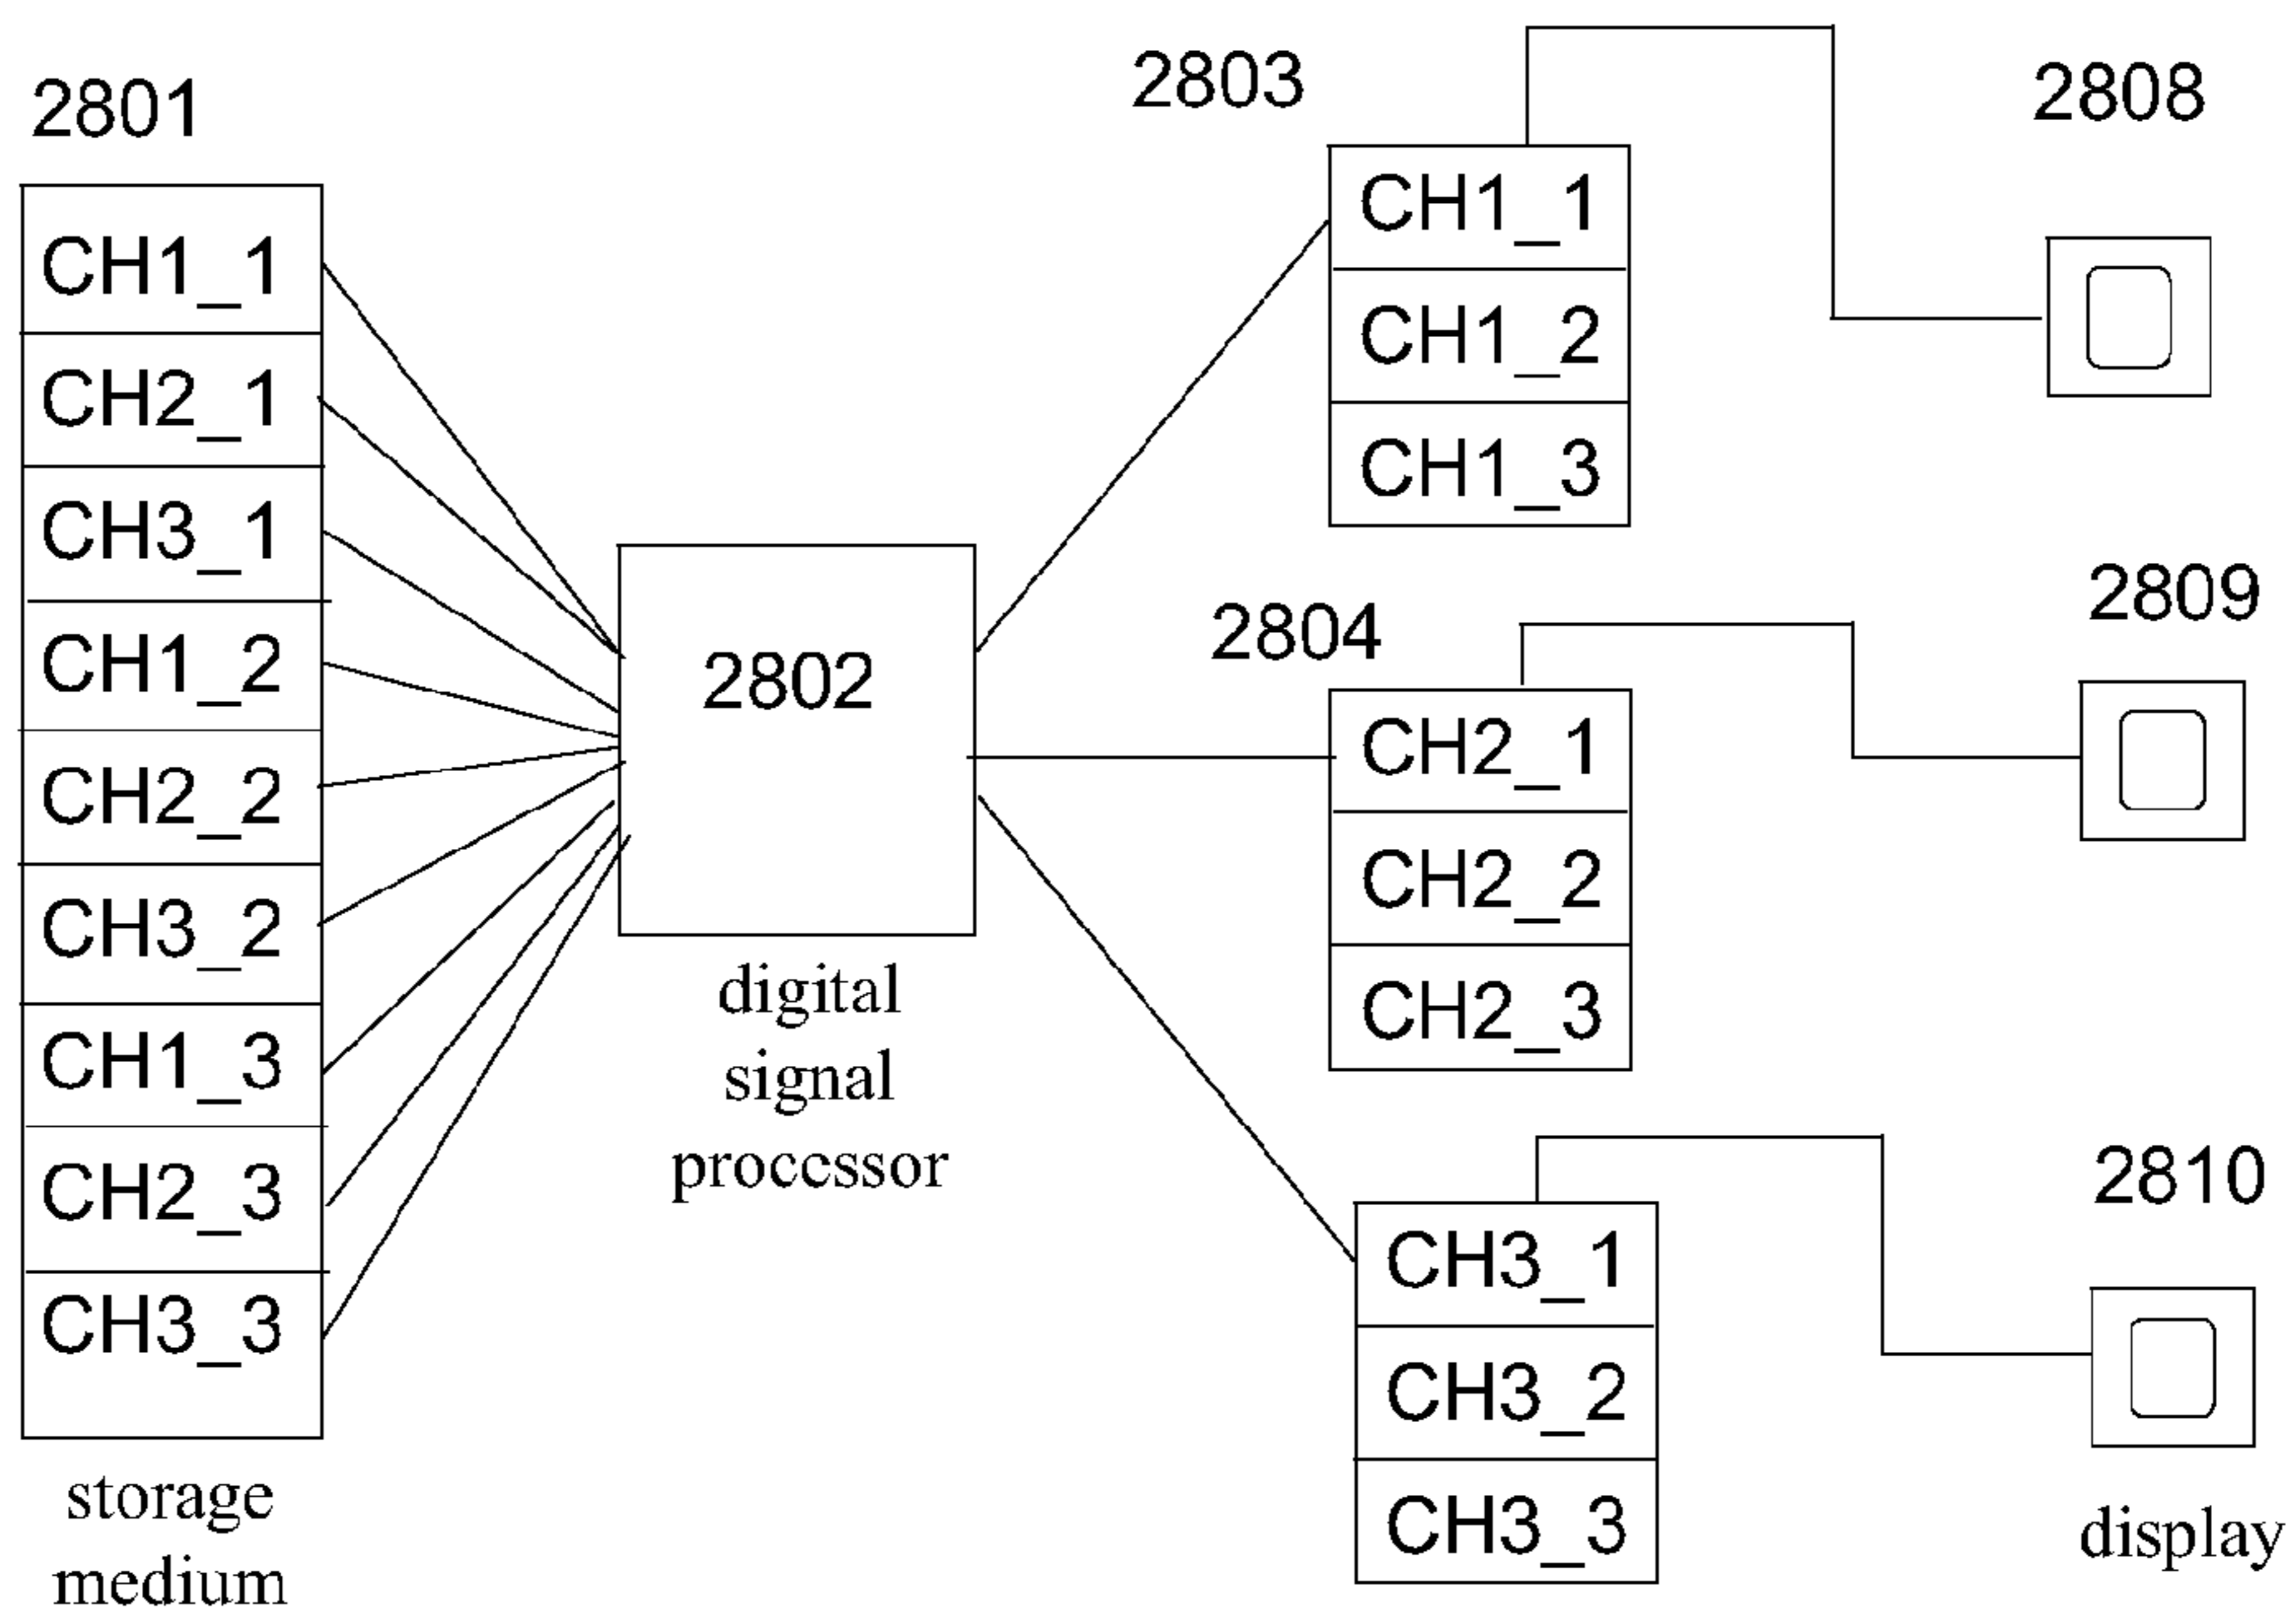 2801
CH1_1
CH2_1
CH3_1
CH1_2
CH2_2
CH3_2
CH1_3
CH2_3
CH3_3
storage
medium
2802
digital
signal
processor
2803
CH1_1
CH1_2
CH1_3
2804
CH2_1
CH2_2
CH2_3
CH3_1
CH3_2
CH3_3
2808
2809
2810
display